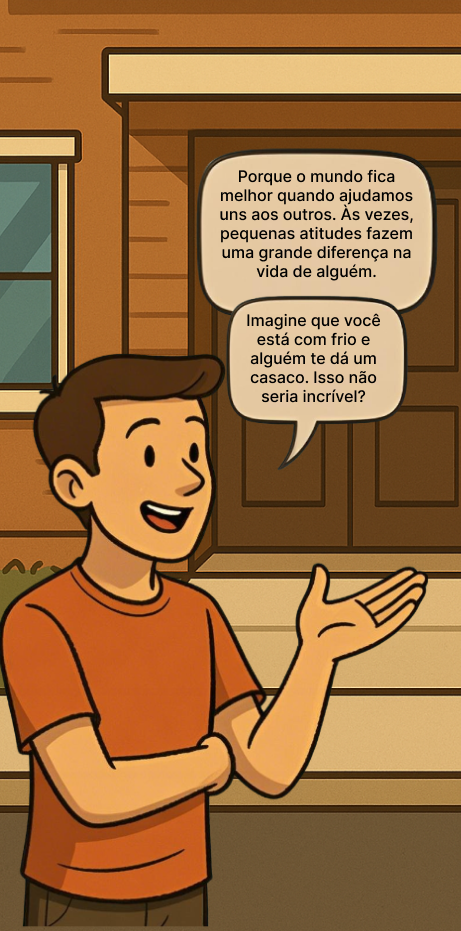 Porque o mundo fica
melhor quando ajudamos
uns aos outros. Às vezes,
pequenas atitudes fazem
uma grande diferença na
vida de alguém.
Imagine que você
está com frio e
alguém te dá um
casaco. Isso não
seria incrível?